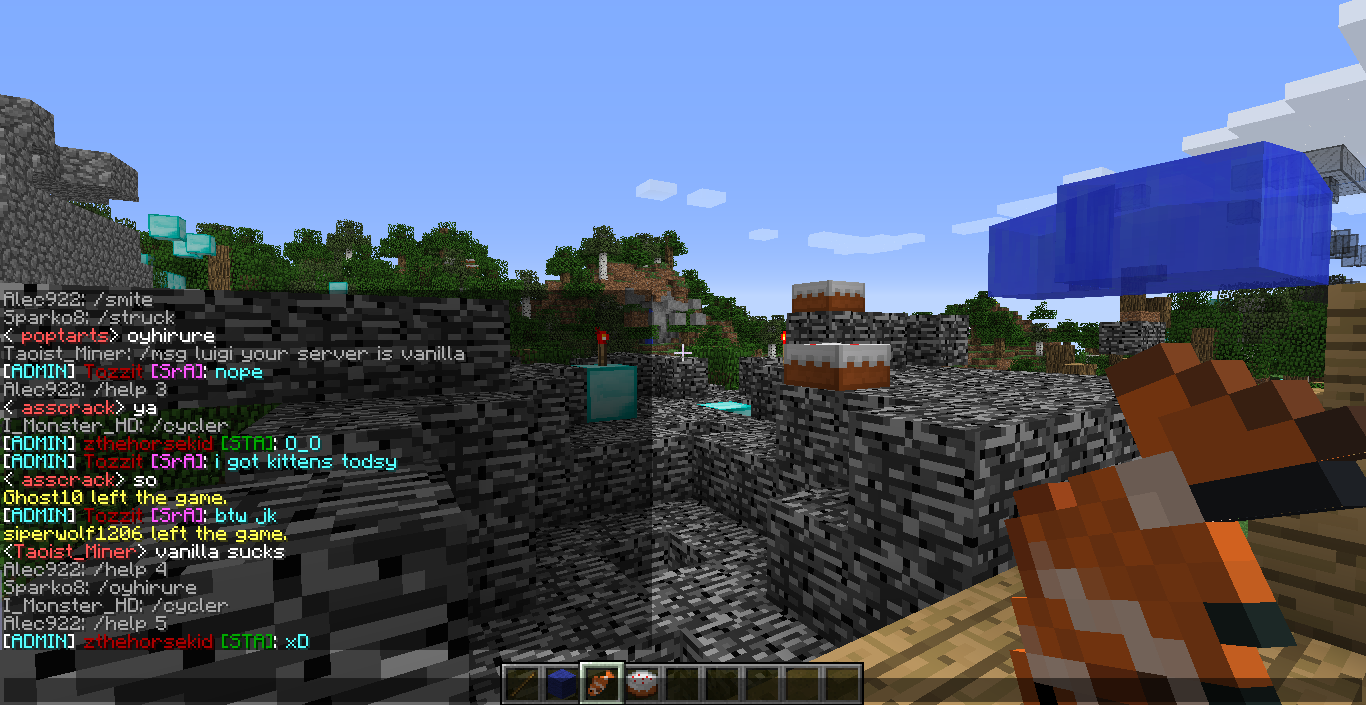 Alec922: /smite
Sparko8: /struck
< poptarts> oyhirure
Taoist_Miner: /msg luigi your server is vanilla
[ADMIN] Tozzit [SrA]: nope
Alec922: /help 3
< asscrack> ya
I_Monster_HD: /cycler
[ADMIN] zthehorsekid [STA]: O_O
[ADMIN] Tozzit [SrA]: i got kittens todsy
< asscrack> so
Ghost10 left the game.
[ADMIN] Tozzit [SrA]: btw jk
siperwolf1206 left the game.
<Taoist_Miner> vanilla sucks
Alec922: /help 4
Sparko8: /oyhirure
I_Monster_HD: /cycler
Alec922: /help 5
[ADMIN] zthehorsekid [STA]: xD